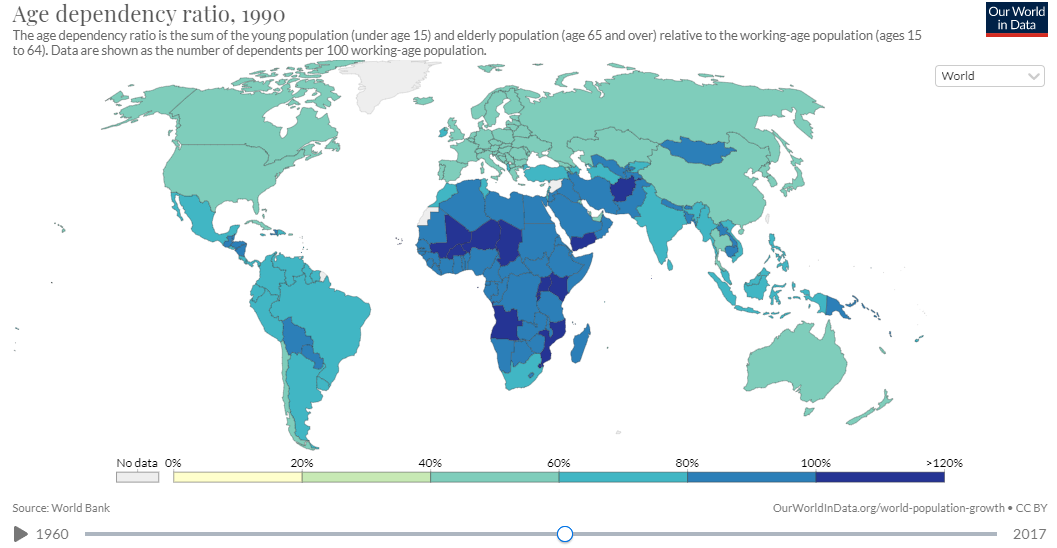 Age dependency ratio, 1990
Our World
in Data
The age dependency ratio is the sum of the young population (under age 15) and elderly population (age 65 and over) relative to the working-age population (ages 15
to 64). Data are shown as the number of dependents per 100 working-age population.
World
No data 0% 20% 40% 60% 80% 100% >120%
Source: World Bank OurWorldInData.org/world-population-growth • CC BY
1960 2017